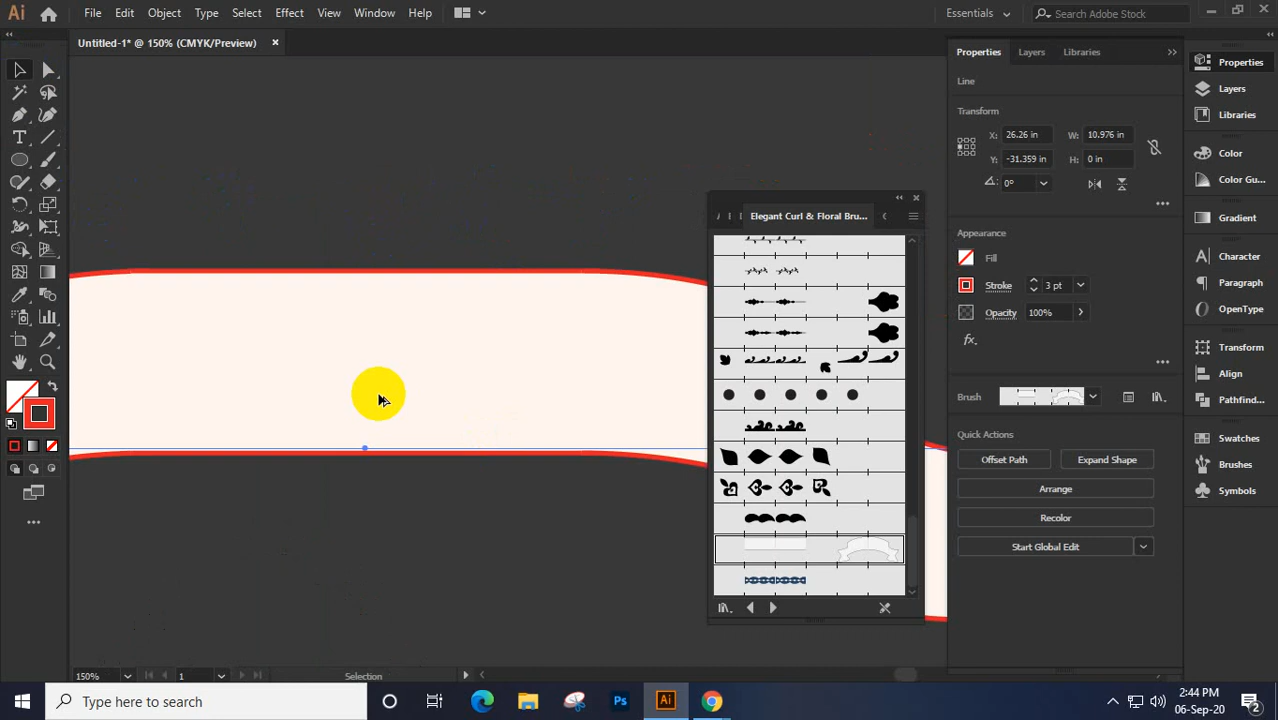 Ai File Edit Object Type Select Effect View Window Help Essentials Search Adobe Stock
Untitled-1* @ 150% (CMYK/Preview)
Properties Layers Libraries
Line
Transform
X: 26.26 in W: 10.976 in
Y: -31.359 in H: 0 in
0°
Appearance
Fill
Stroke 3 pt
Opacity 100%
fx.
Brush
Quick Actions
Offset Path Expand Shape
Arrange
Recolor
Start Global Edit
Elegant Curl & Floral Bru...
Properties
Layers
Libraries
Color
Color Gu...
Gradient
Character
Paragraph
OpenType
Transform
Align
Pathfind...
Swatches
Brushes
Symbols
150% 1 Selection
Type here to search
Ps Ai
2:44 PM
06-Sep-20
2